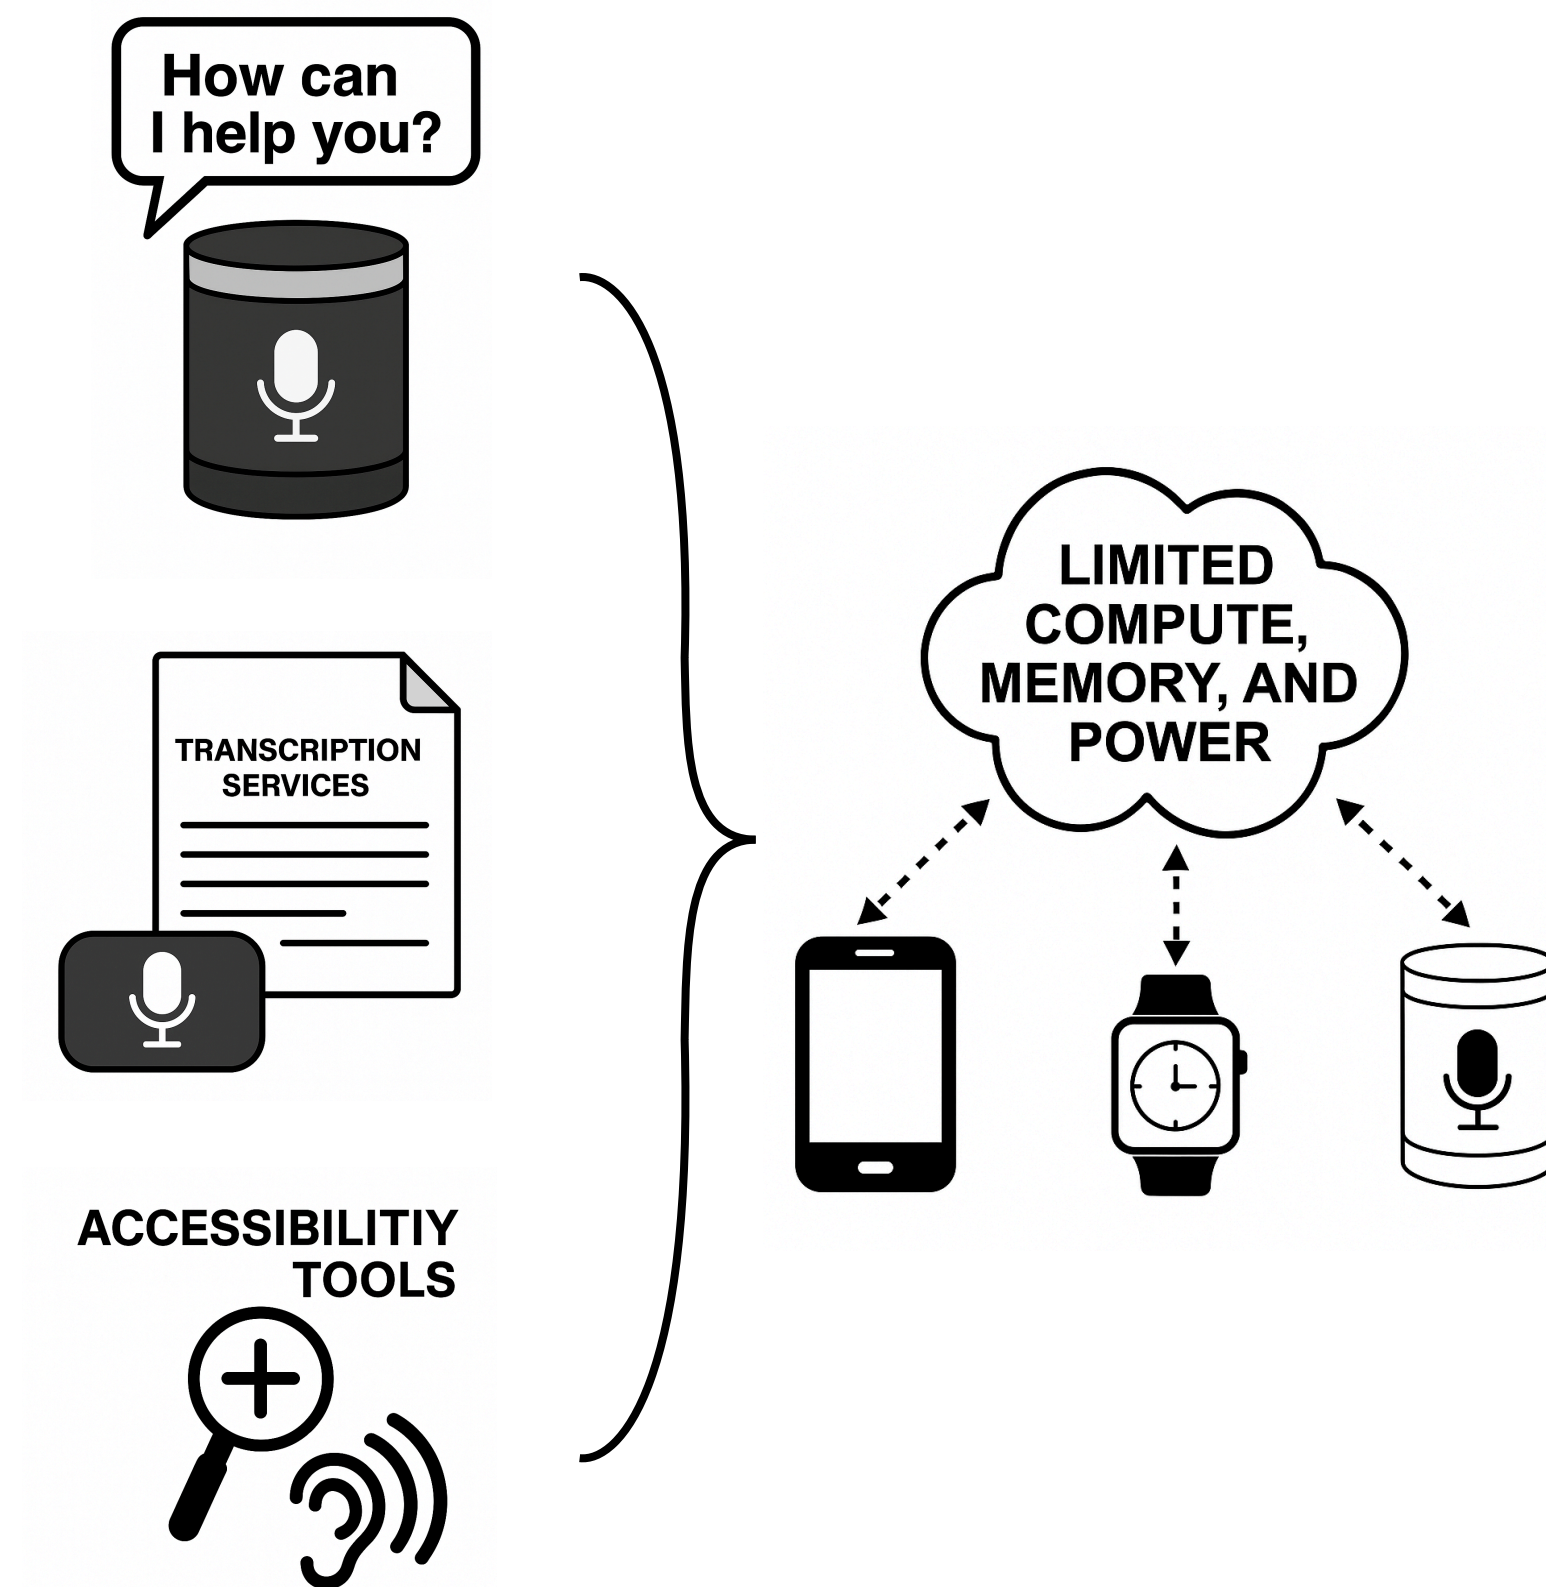 How can
I help you?
TRANSCRIPTION
SERVICES
ACCESSIBILITIY
TOOLS
LIMITED
COMPUTE,
MEMORY, AND
POWER